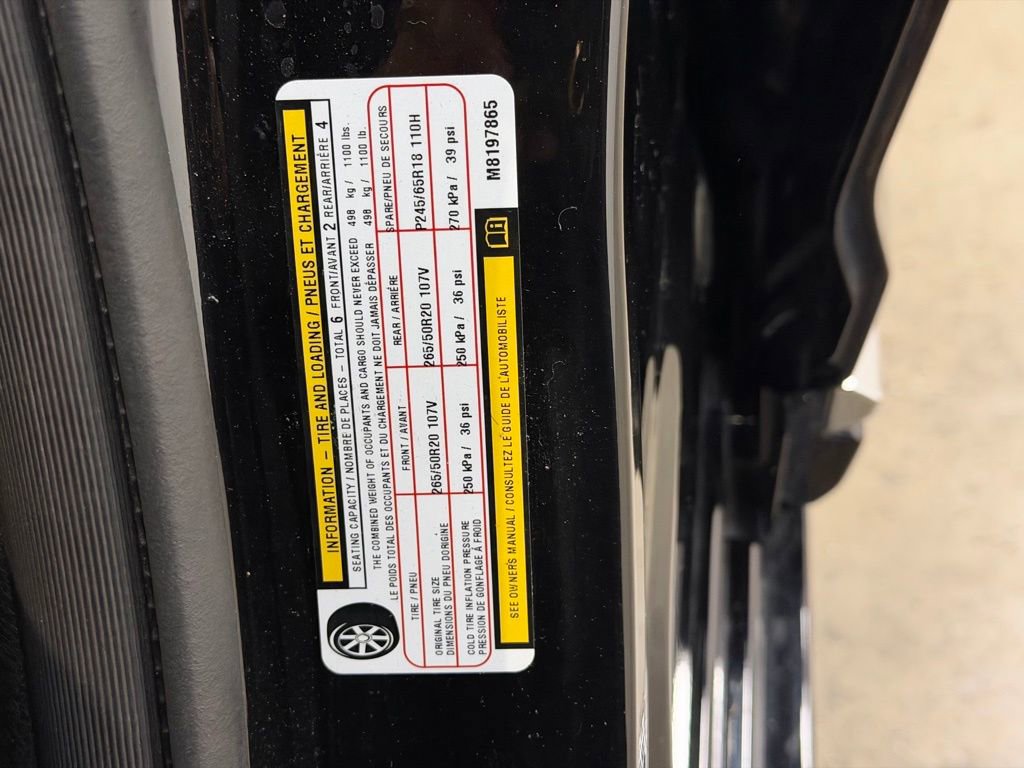 INFORMATION – TIRE AND LOADING / PNEUS ET CHARGEMENT
SEATING CAPACITY / NOMBRE DE PLACES – TOTAL 6 FRONT/AVANT 2 REAR/ARRIÈRE 4
THE COMBINED WEIGHT OF OCCUPANTS AND CARGO SHOULD NEVER EXCEED 498 kg / 1100 lbs.
LE POIDS TOTAL DES OCCUPANTS ET DU CHARGEMENT NE DOIT JAMAIS DÉPASSER 498 kg / 1100 lb.
TIRE / PNEU FRONT / AVANT REAR / ARRIÈRE SPARE/PNEU DE SECOURS
ORIGINAL TIRE SIZE
DIMENSIONS DU PNEU DORIGINE
265/50R20 107V 265/50R20 107V P245/65R18 110H
COLD TIRE INFLATION PRESSURE
PRESSION DE GONFLAGE À FROID
250 kPa / 36 psi 250 kPa / 36 psi 270 kPa / 39 psi
SEE OWNERS MANUAL / CONSULTEZ LE GUIDE DE L'AUTOMOBILISTE
M8197865